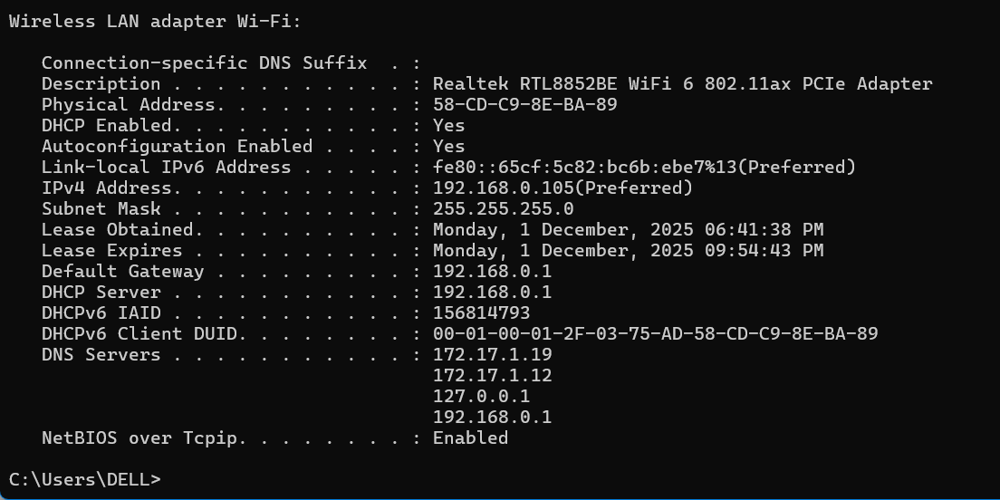 Wireless LAN adapter Wi-Fi:
Connection-specific DNS Suffix  . :
Description . . . . . . . . . . . : Realtek RTL8852BE WiFi 6 802.11ax PCIe Adapter
Physical Address. . . . . . . . . : 58-CD-C9-8E-BA-89
DHCP Enabled. . . . . . . . . . . : Yes
Autoconfiguration Enabled . . . . : Yes
Link-local IPv6 Address . . . . . : fe80::65cf:5c82:bc6b:ebe7%13(Preferred)
IPv4 Address. . . . . . . . . . . : 192.168.0.105(Preferred)
Subnet Mask . . . . . . . . . . . : 255.255.255.0
Lease Obtained. . . . . . . . . . : Monday, 1 December, 2025 06:41:38 PM
Lease Expires . . . . . . . . . . : Monday, 1 December, 2025 09:54:43 PM
Default Gateway . . . . . . . . . : 192.168.0.1
DHCP Server . . . . . . . . . . . : 192.168.0.1
DHCPv6 IAID . . . . . . . . . . . : 156814793
DHCPv6 Client DUID. . . . . . . . : 00-01-00-01-2F-03-75-AD-58-CD-C9-8E-BA-89
DNS Servers . . . . . . . . . . . : 172.17.1.19
172.17.1.12
127.0.0.1
192.168.0.1
NetBIOS over Tcpip. . . . . . . . : Enabled
C:\Users\DELL>